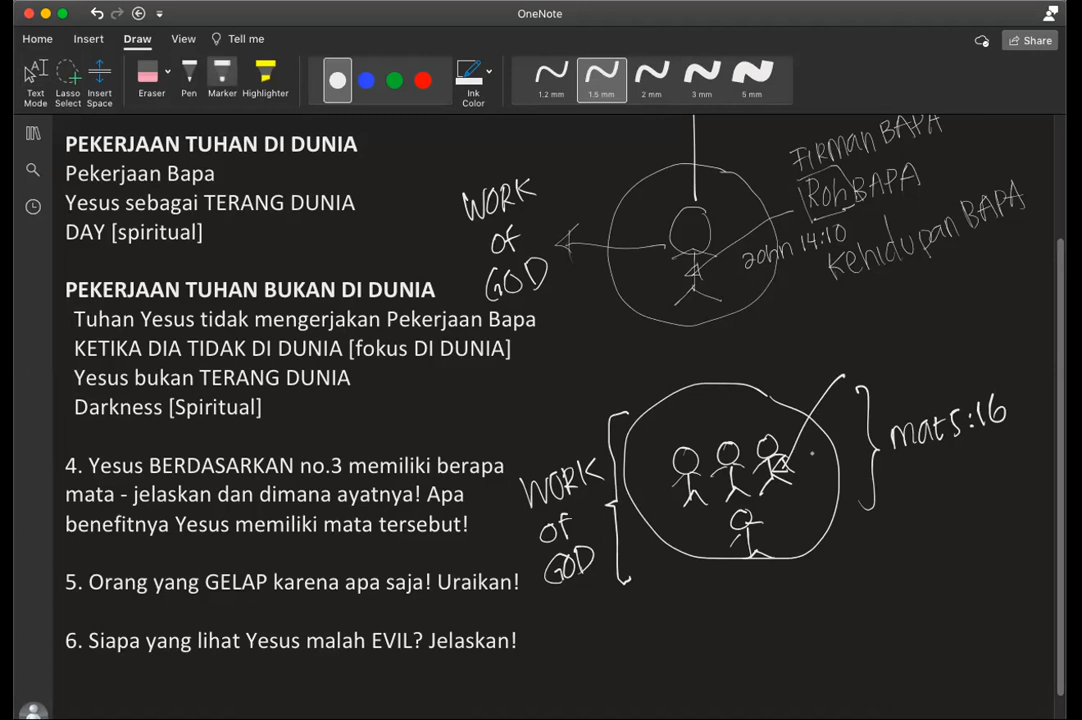 OneNote
Home Insert Draw View Tell me
Share
Text Mode
Lasso Select
Insert Space
Eraser
Pen
Marker
Highlighter
Ink Color
1.2 mm 1.5 mm 2 mm 3 mm 5 mm
PEKERJAAN TUHAN DI DUNIA
Pekerjaan Bapa
Yesus sebagai TERANG DUNIA
DAY [spiritual]
PEKERJAAN TUHAN BUKAN DI DUNIA
Tuhan Yesus tidak mengerjakan Pekerjaan Bapa
KETIKA DIA TIDAK DI DUNIA [fokus DI DUNIA]
Yesus bukan TERANG DUNIA
Darkness [Spiritual]
4. Yesus BERDASARKAN no.3 memiliki berapa
mata - jelaskan dan dimana ayatnya! Apa
benefitnya Yesus memiliki mata tersebut!
5. Orang yang GELAP karena apa saja! Uraikan!
6. Siapa yang lihat Yesus malah EVIL? Jelaskan!
WORK
of
GOD
Firman BAPA
Roh BAPA
John 14:10
Kehidupan BAPA
WORK
of
GOD
mat 5:16